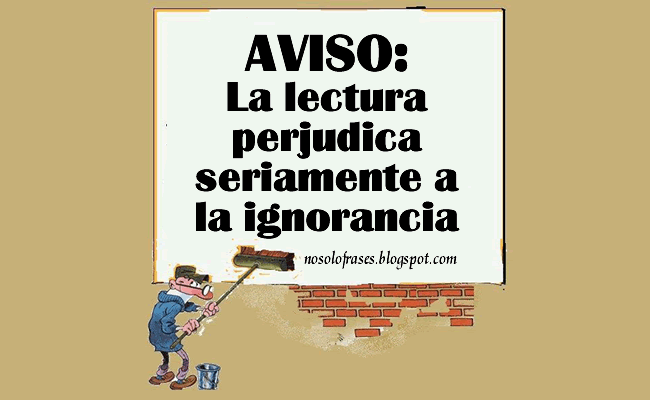 AVISO:
La lectura
perjudica
seriamente a
la ignorancia
nosolofrases.blogspot.com